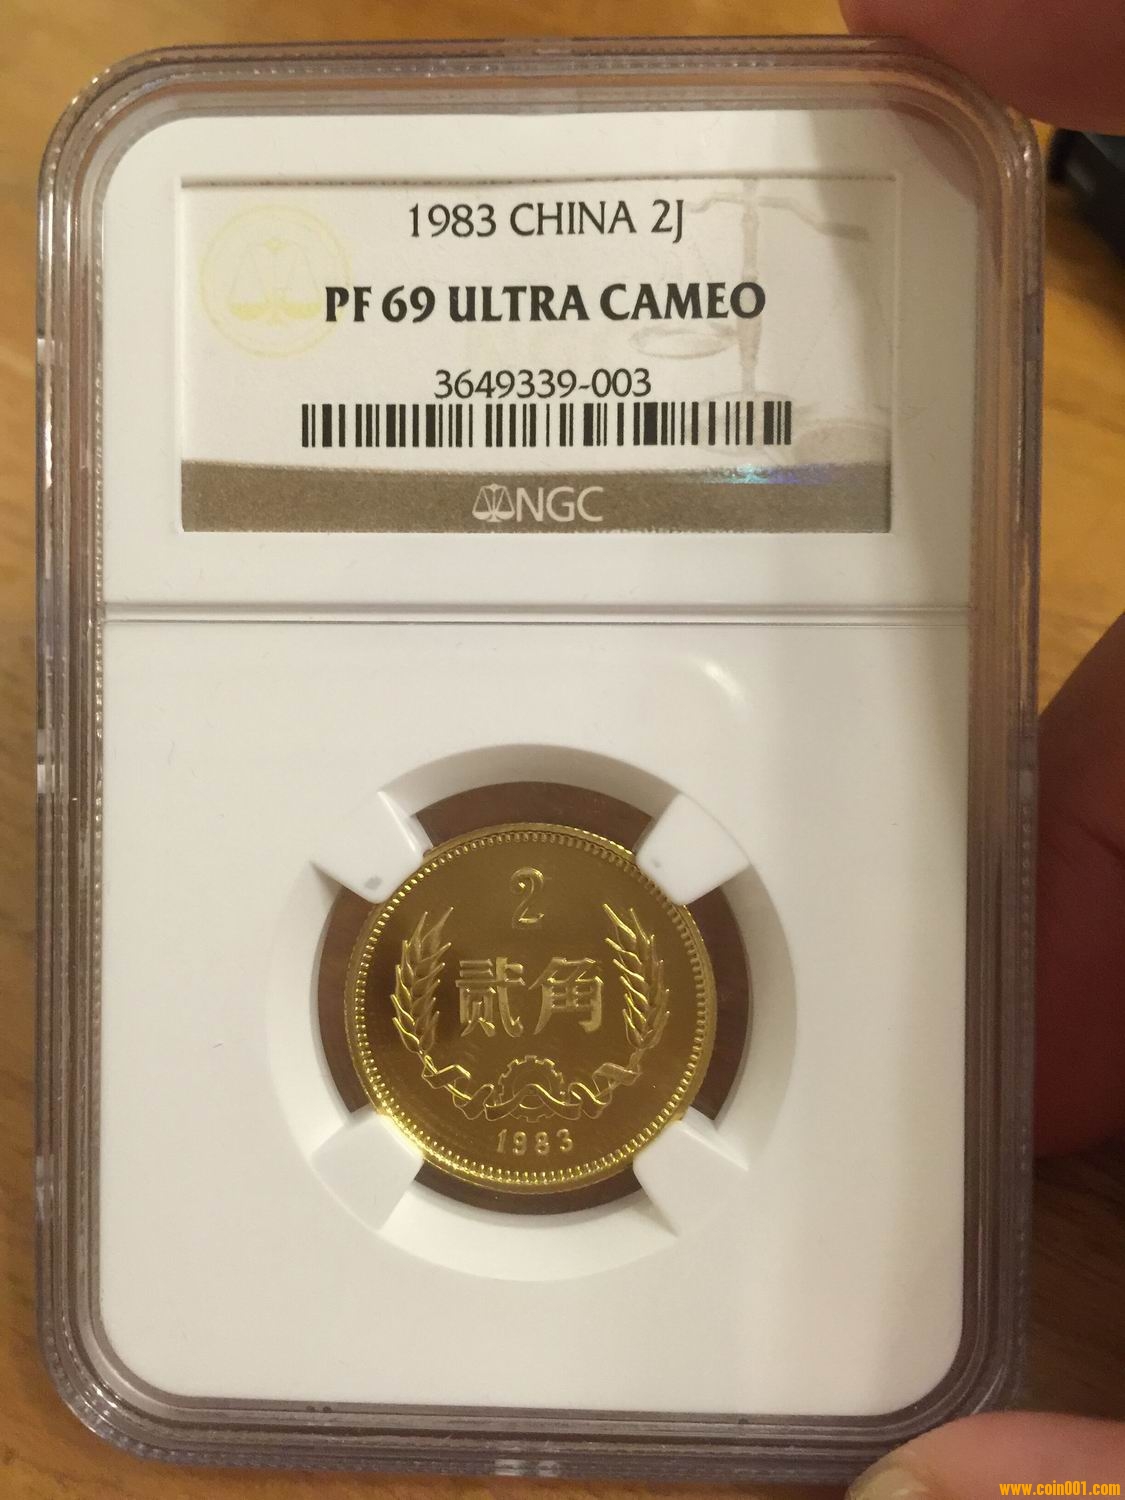 1983 CHINA 2J
PF 69 ULTRA CAMEO
3649339-003
NGC
2
贰角
1983
www.coin001.com